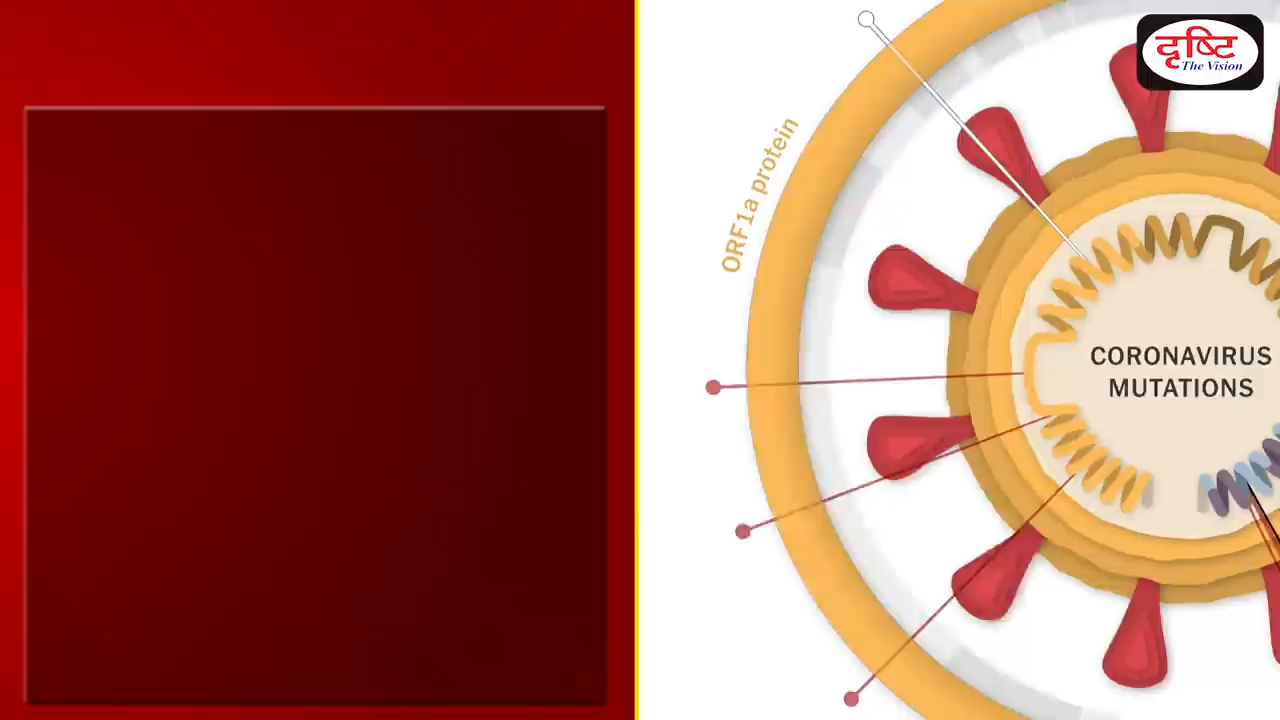 दृष्टि
The Vision
ORF1a protein
CORONAVIRUS
MUTATIONS